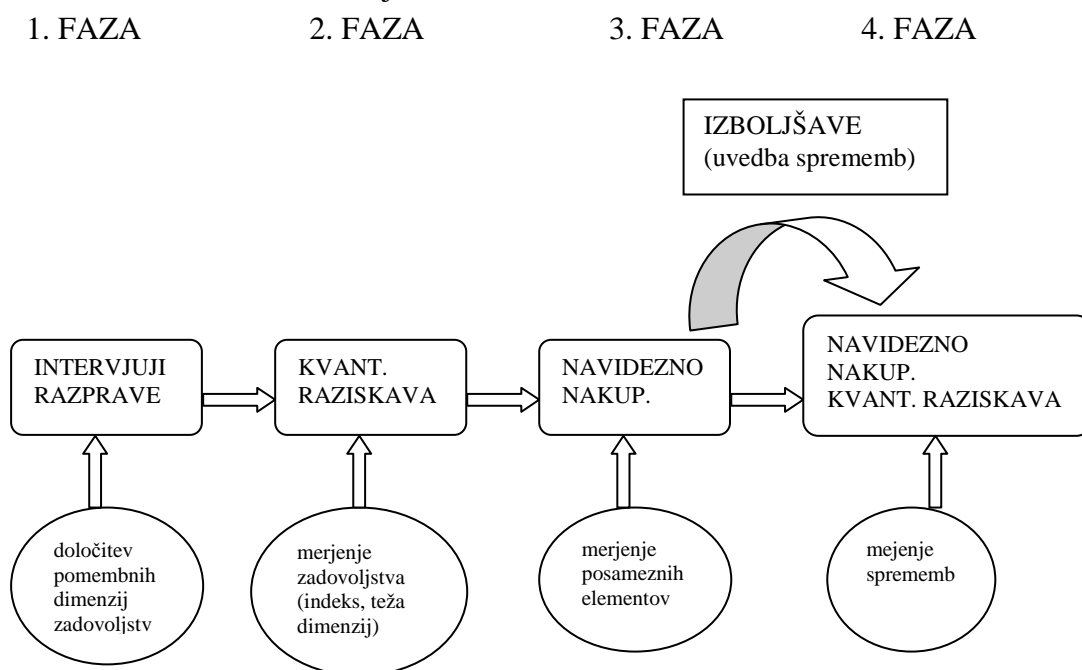 1. FAZA 2. FAZA 3. FAZA 4. FAZA
IZBOLJŠAVE
(uvedba sprememb)
INTERVJUJI
RAZPRAVE
KVANT.
RAZISKAVA
NAVIDEZNO
NAKUP.
NAVIDEZNO
NAKUP.
KVANT. RAZISKAVA
določitev
pomembnih
dimenzij
zadovoljstv
merjenje
zadovoljstva
(indeks, teža
dimenzij)
merjenje
posameznih
elementov
mejenje
sprememb